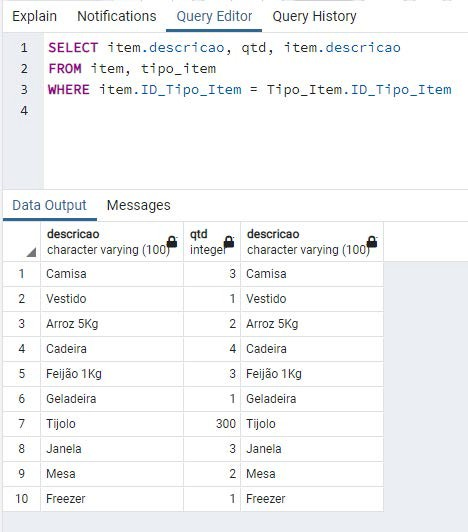 Explain Notifications Query Editor Query History
1 SELECT item.descricao, qtd, item.descricao
2 FROM item, tipo_item
3 WHERE item.ID_Tipo_Item = Tipo_Item.ID_Tipo_Item
4
Data Output Messages
descricao qtd descricao
character varying (100) integer character varying (100)
1 Camisa 3 Camisa
2 Vestido 1 Vestido
3 Arroz 5Kg 2 Arroz 5Kg
4 Cadeira 4 Cadeira
5 Feijão 1Kg 3 Feijão 1Kg
6 Geladeira 1 Geladeira
7 Tijolo 300 Tijolo
8 Janela 3 Janela
9 Mesa 2 Mesa
10 Freezer 1 Freezer